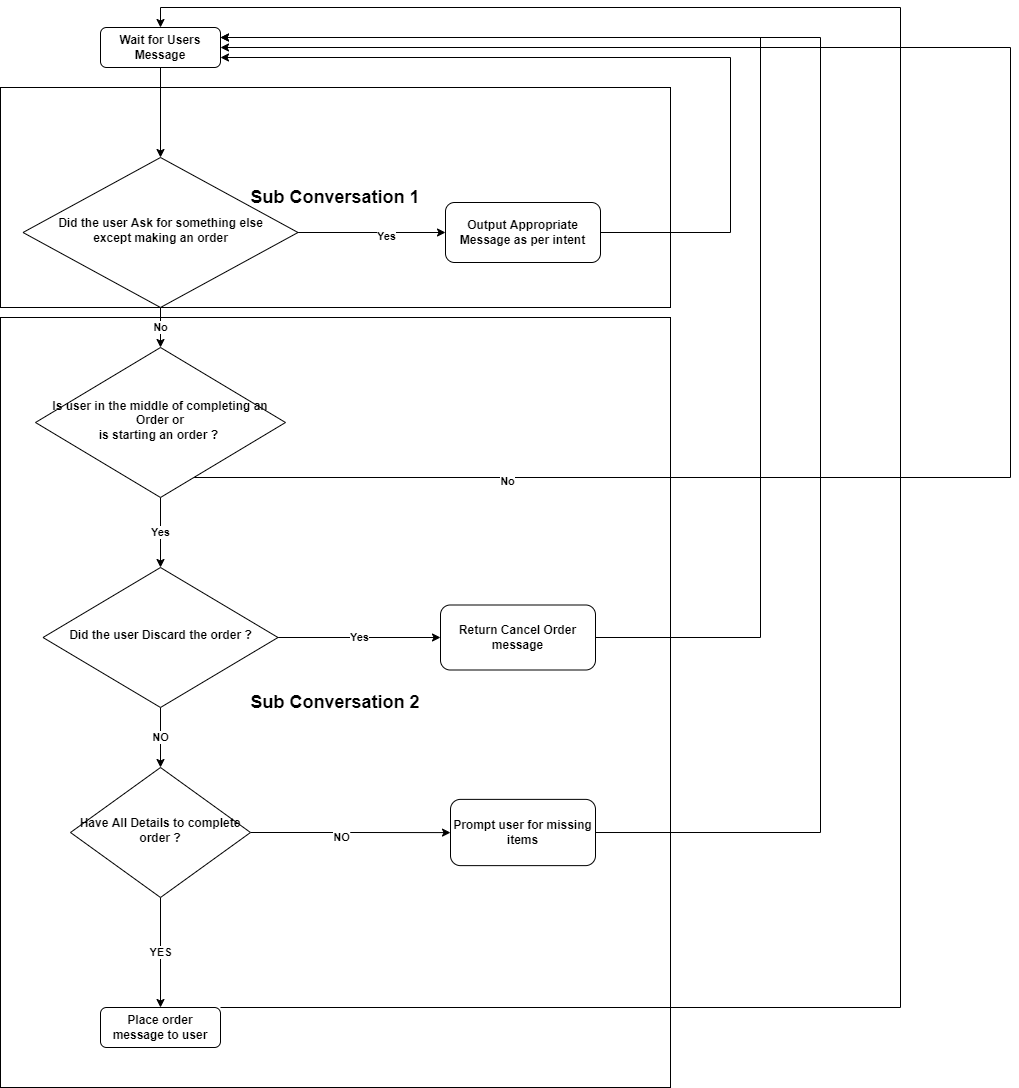 Wait for Users
Message
Sub Conversation 1
Did the user Ask for something else
except making an order
Yes
Output Appropriate
Message as per intent
No
Is user in the middle of completing an
Order or
is starting an order ?
No
Yes
Did the user Discard the order ?
Yes
Return Cancel Order
message
Sub Conversation 2
NO
Have All Details to complete
order ?
NO
Prompt user for missing
items
YES
Place order
message to user